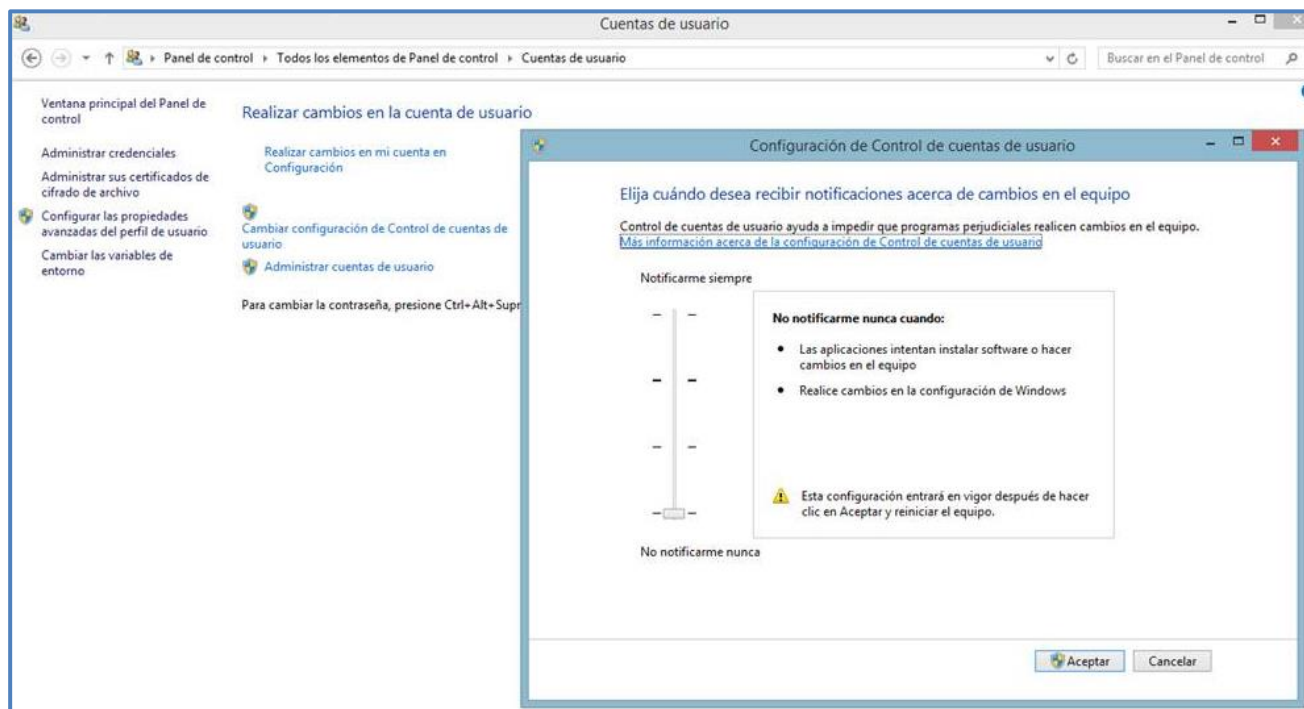 Cuentas de usuario
Panel de control ▸ Todos los elementos de Panel de control ▸ Cuentas de usuario
Buscar en el Panel de control
Ventana principal del Panel de
control
Administrar credenciales
Administrar sus certificados de
cifrado de archivo
Configurar las propiedades
avanzadas del perfil de usuario
Cambiar las variables de
entorno
Realizar cambios en la cuenta de usuario
Realizar cambios en mi cuenta en
Configuración
Cambiar configuración de Control de cuentas de
usuario
Administrar cuentas de usuario
Para cambiar la contraseña, presione Ctrl+Alt+Supr
Configuración de Control de cuentas de usuario
Elija cuándo desea recibir notificaciones acerca de cambios en el equipo
Control de cuentas de usuario ayuda a impedir que programas perjudiciales realicen cambios en el equipo.
Más información acerca de la configuración de Control de cuentas de usuario
Notificarme siempre
No notificarme nunca cuando:
• Las aplicaciones intentan instalar software o hacer
cambios en el equipo
• Realice cambios en la configuración de Windows
Esta configuración entrará en vigor después de hacer
clic en Aceptar y reiniciar el equipo.
No notificarme nunca
Aceptar
Cancelar